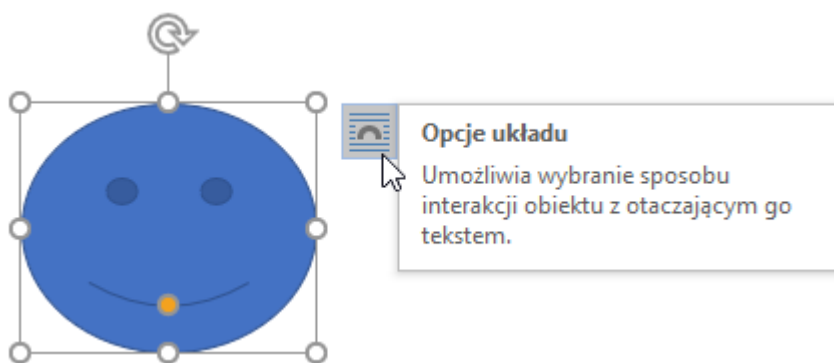 Opcje układu
Umożliwia wybranie sposobu
interakcji obiektu z otaczającym go
tekstem.